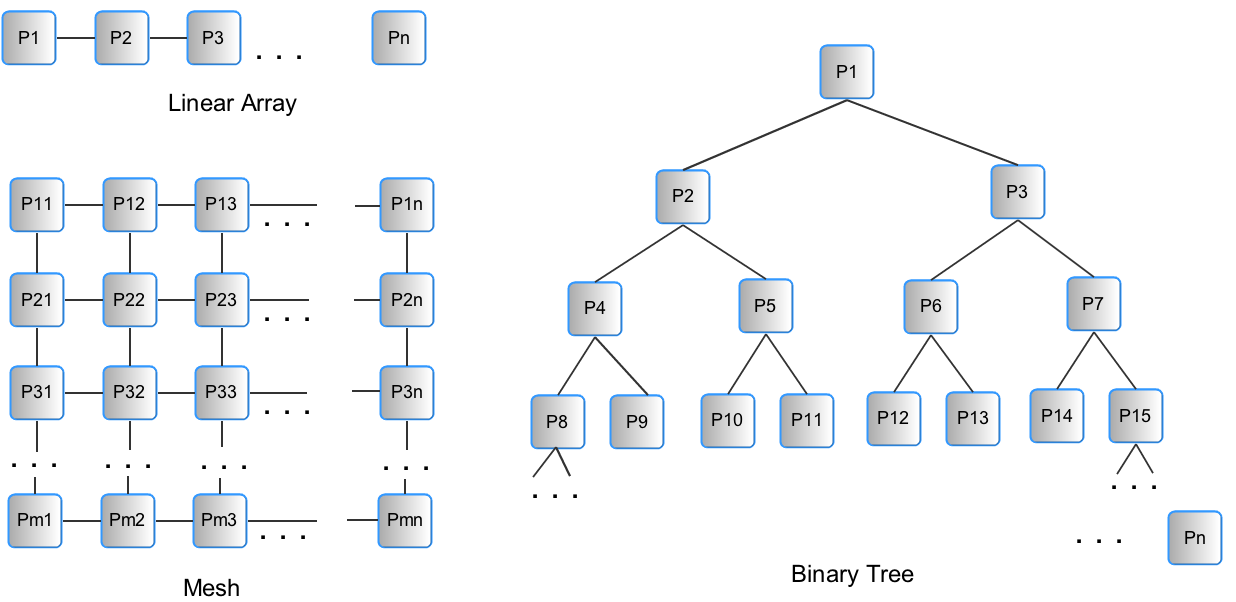 P1 P2 P3 . . . Pn
Linear Array
P11 P12 P13 . . . P1n
P21 P22 P23 . . . P2n
P31 P32 P33 . . . P3n
. . . . . . . . . . . .
Pm1 Pm2 Pm3 . . . Pmn
Mesh
P1
P2 P3
P4 P5 P6 P7
P8 P9 P10 P11 P12 P13 P14 P15
. . . . . .
. . . Pn
Binary Tree